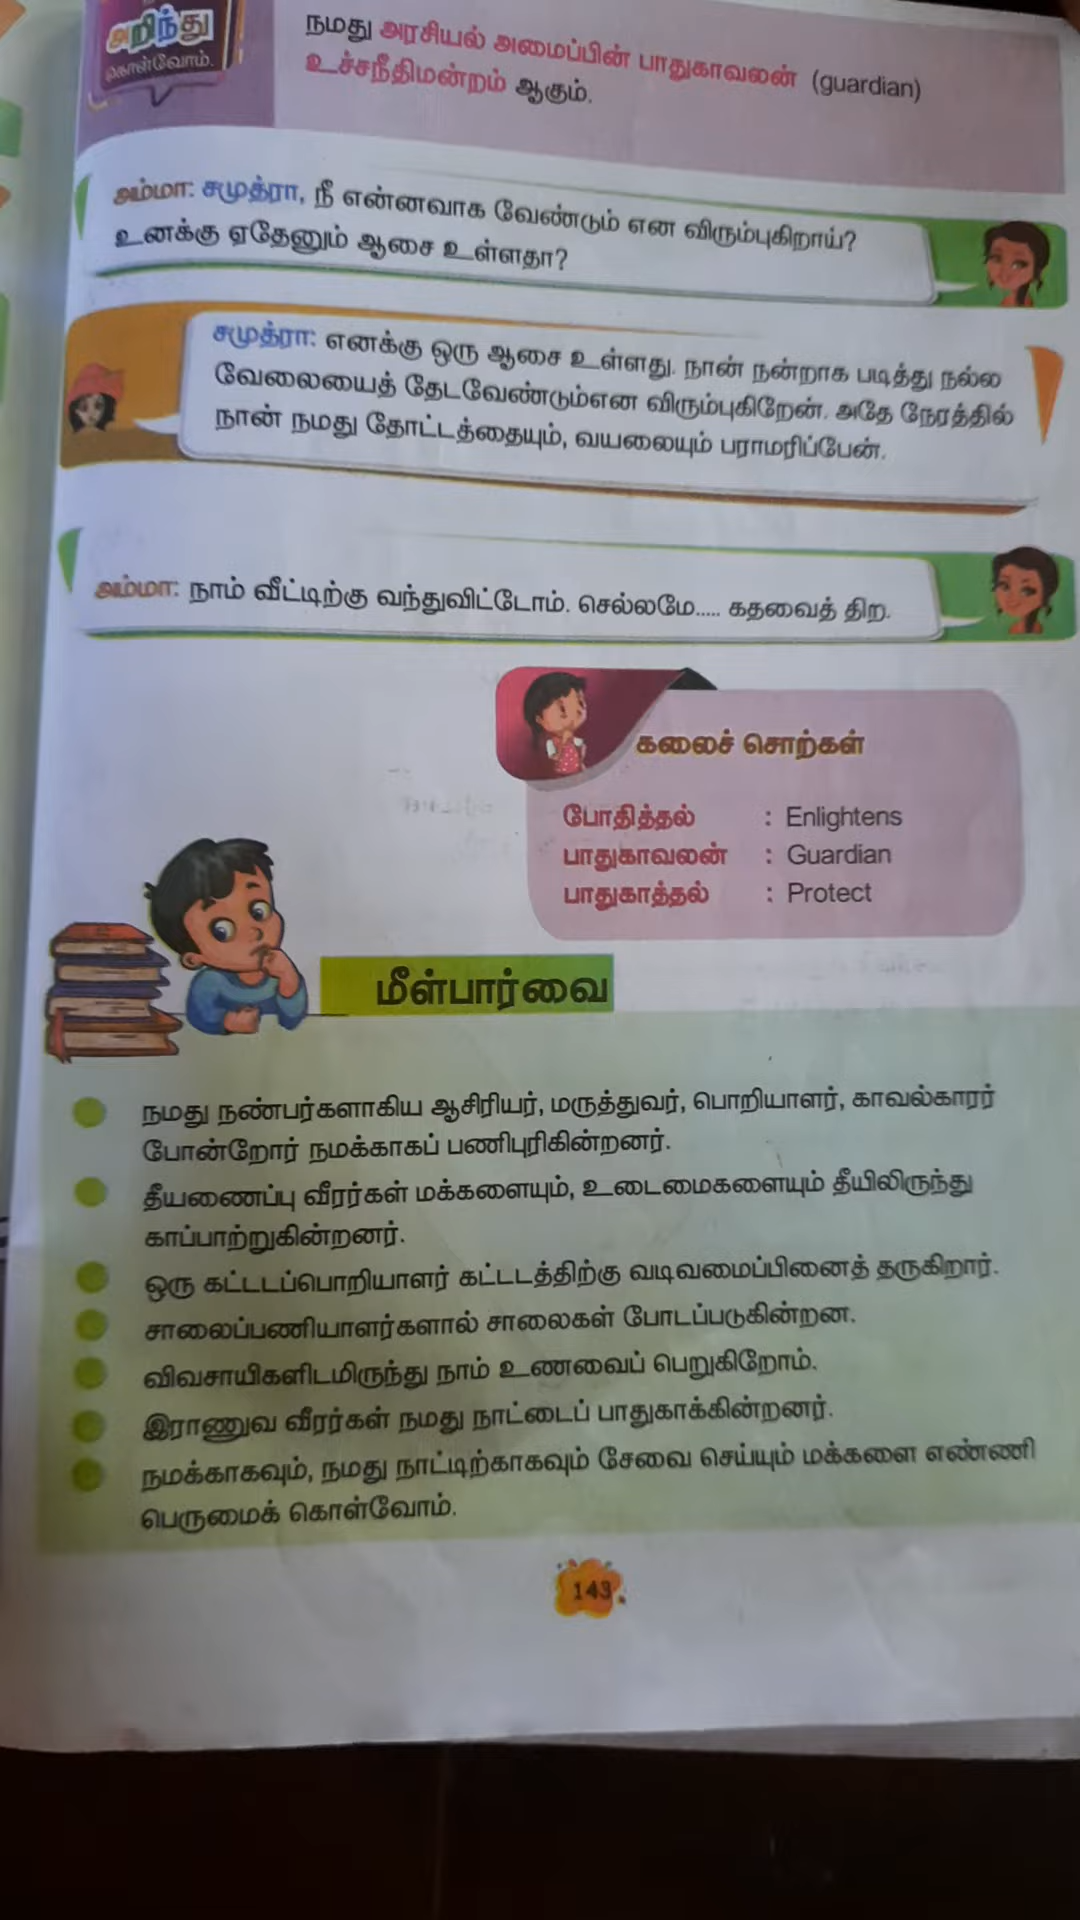 அறிந்து
கொள்வோம்.
நமது அரசியல் அமைப்பின் பாதுகாவலன் (guardian)
உச்சநீதிமன்றம் ஆகும்.
அம்மா: சமுத்ரா, நீ என்னவாக வேண்டும் என விரும்புகிறாய்?
உனக்கு ஏதேனும் ஆசை உள்ளதா?
சமுத்ரா: எனக்கு ஒரு ஆசை உள்ளது. நான் நன்றாக படித்து நல்ல
வேலையைத் தேடவேண்டும்என விரும்புகிறேன். அதே நேரத்தில்
நான் நமது தோட்டத்தையும், வயலையும் பராமரிப்பேன்.
அம்மா: நாம் வீட்டிற்கு வந்துவிட்டோம். செல்லமே..... கதவைத் திற.
கலைச் சொற்கள்
போதித்தல் : Enlightens
பாதுகாவலன் : Guardian
பாதுகாத்தல் : Protect
மீள்பார்வை
நமது நண்பர்களாகிய ஆசிரியர், மருத்துவர், பொறியாளர், காவல்காரர்
போன்றோர் நமக்காகப் பணிபுரிகின்றனர்.
தீயணைப்பு வீரர்கள் மக்களையும், உடைமைகளையும் தீயிலிருந்து
காப்பாற்றுகின்றனர்.
ஒரு கட்டடப்பொறியாளர் கட்டடத்திற்கு வடிவமைப்பினைத் தருகிறார்.
சாலைப்பணியாளர்களால் சாலைகள் போடப்படுகின்றன.
விவசாயிகளிடமிருந்து நாம் உணவைப் பெறுகிறோம்.
இராணுவ வீரர்கள் நமது நாட்டைப் பாதுகாக்கின்றனர்.
நமக்காகவும், நமது நாட்டிற்காகவும் சேவை செய்யும் மக்களை எண்ணி
பெருமைக் கொள்வோம்.
143